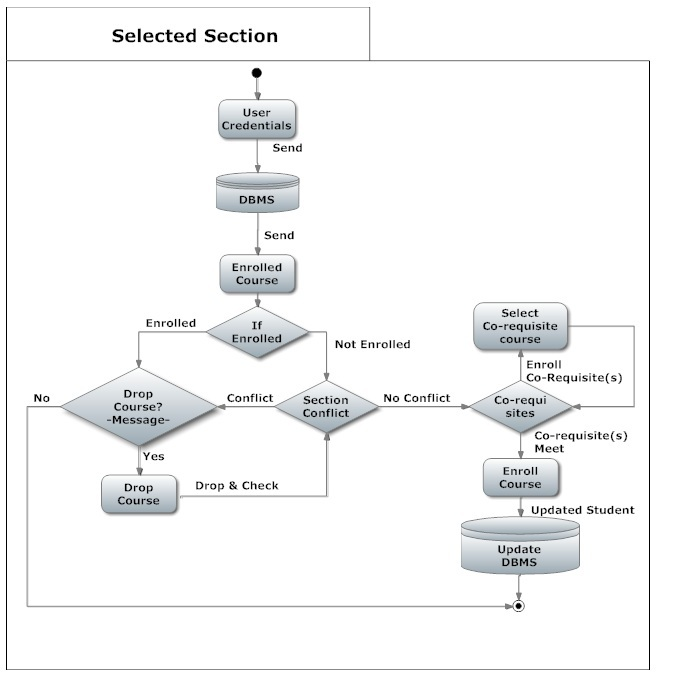 Selected Section
User
Credentials
Send
DBMS
Send
Enrolled
Course
If
Enrolled
Enrolled
Not Enrolled
Select
Co-requisite
course
Enroll
Co-Requisite(s)
No
Drop
Course?
-Message-
Conflict
Section
Conflict
No Conflict
Co-requi
sites
Co-requisite(s)
Meet
Yes
Drop
Course
Drop & Check
Enroll
Course
Updated Student
Update
DBMS